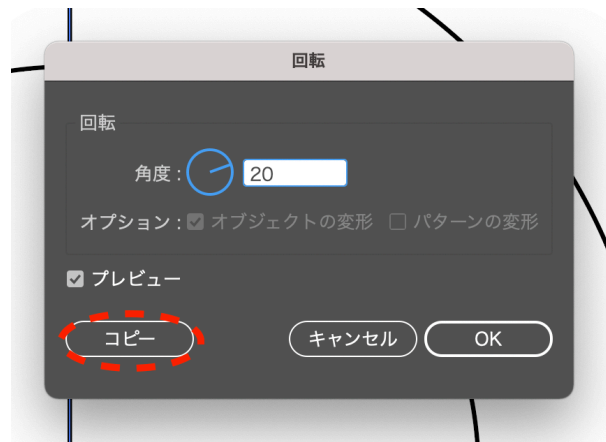 回転
回転
角度 : 20
オプション : オブジェクトの変形 パターンの変形
プレビュー
コピー キャンセル OK